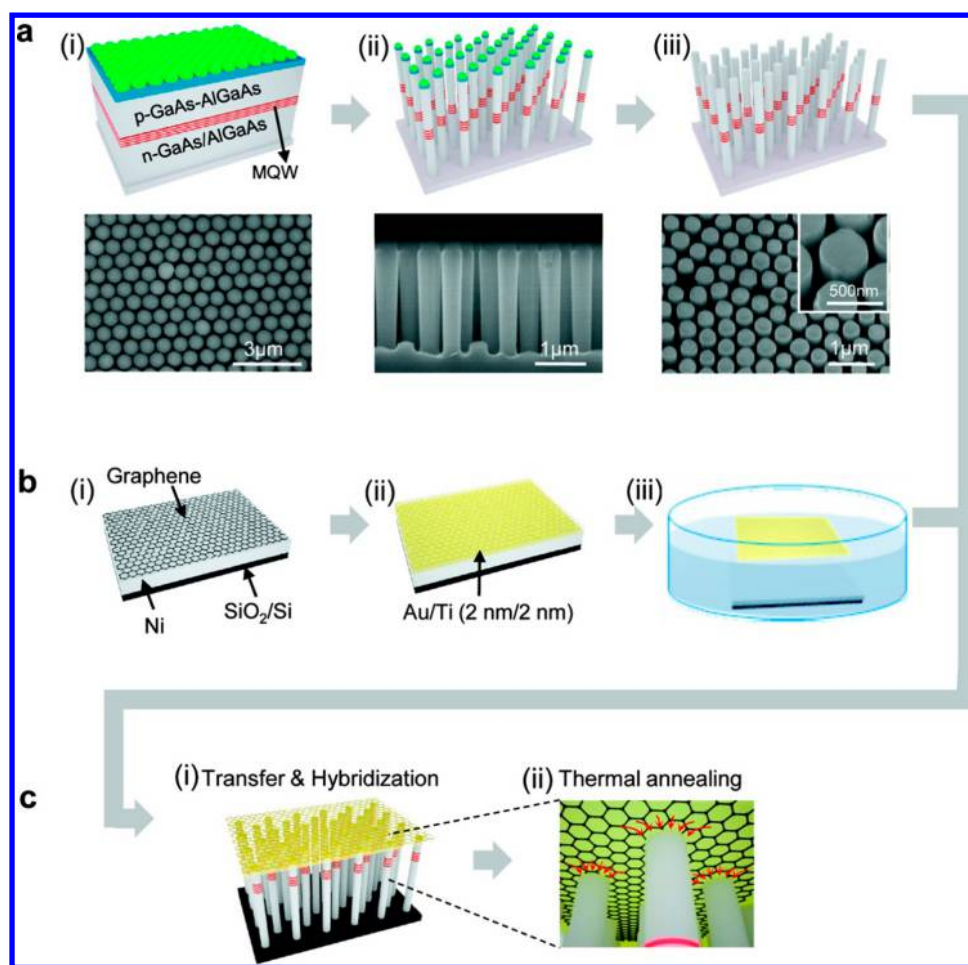 a
(i)
(ii)
(iii)
p-GaAs-AlGaAs
n-GaAs/AlGaAs
MQW
3μm
1μm
500nm
1μm
b
(i)
(ii)
(iii)
Graphene
Ni
SiO₂/Si
Au/Ti (2 nm/2 nm)
c
(i) Transfer & Hybridization
(ii) Thermal annealing